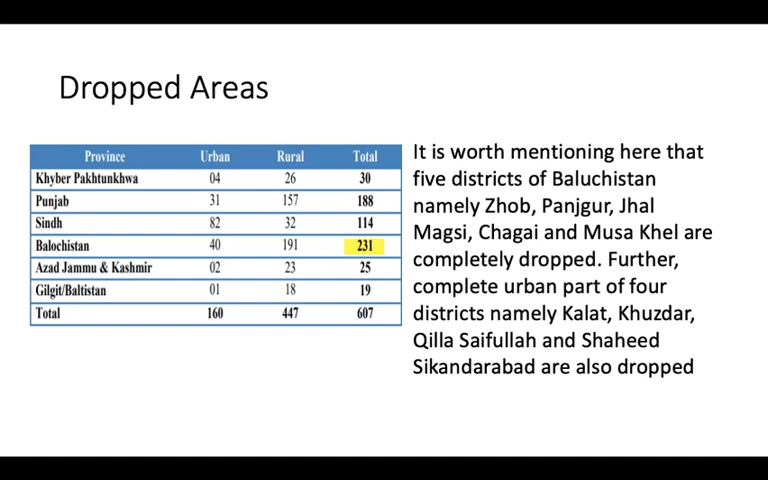 Dropped Areas
Province Urban Rural Total
Khyber Pakhtunkhwa 04 26 30
Punjab 31 157 188
Sindh 82 32 114
Balochistan 40 191 231
Azad Jammu & Kashmir 02 23 25
Gilgit/Baltistan 01 18 19
Total 160 447 607
It is worth mentioning here that
five districts of Baluchistan
namely Zhob, Panjgur, Jhal
Magsi, Chagai and Musa Khel are
completely dropped. Further,
complete urban part of four
districts namely Kalat, Khuzdar,
Qilla Saifullah and Shaheed
Sikandarabad are also dropped